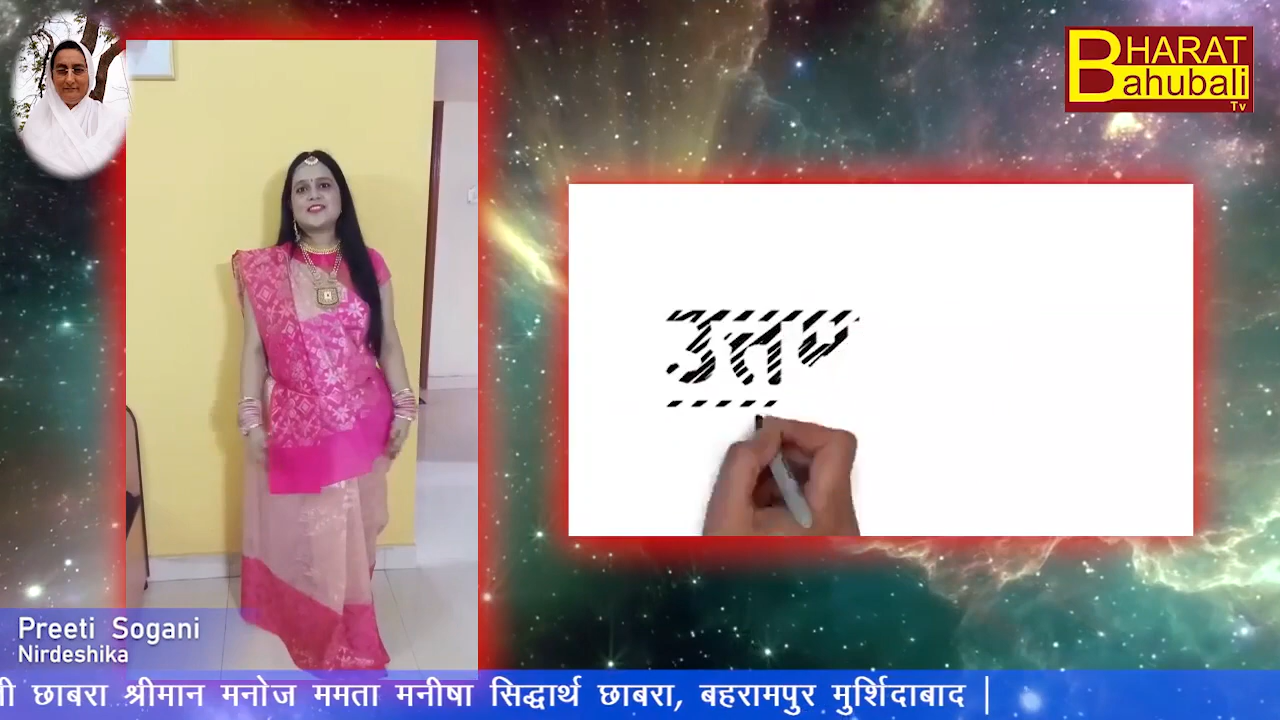 BHARAT
Bahubali
Tv
Preeti Sogani
Nirdeshika
छाबरा श्रीमान मनोज ममता मनीषा सिद्धार्थ छाबरा, बहरामपुर मुर्शिदाबाद |